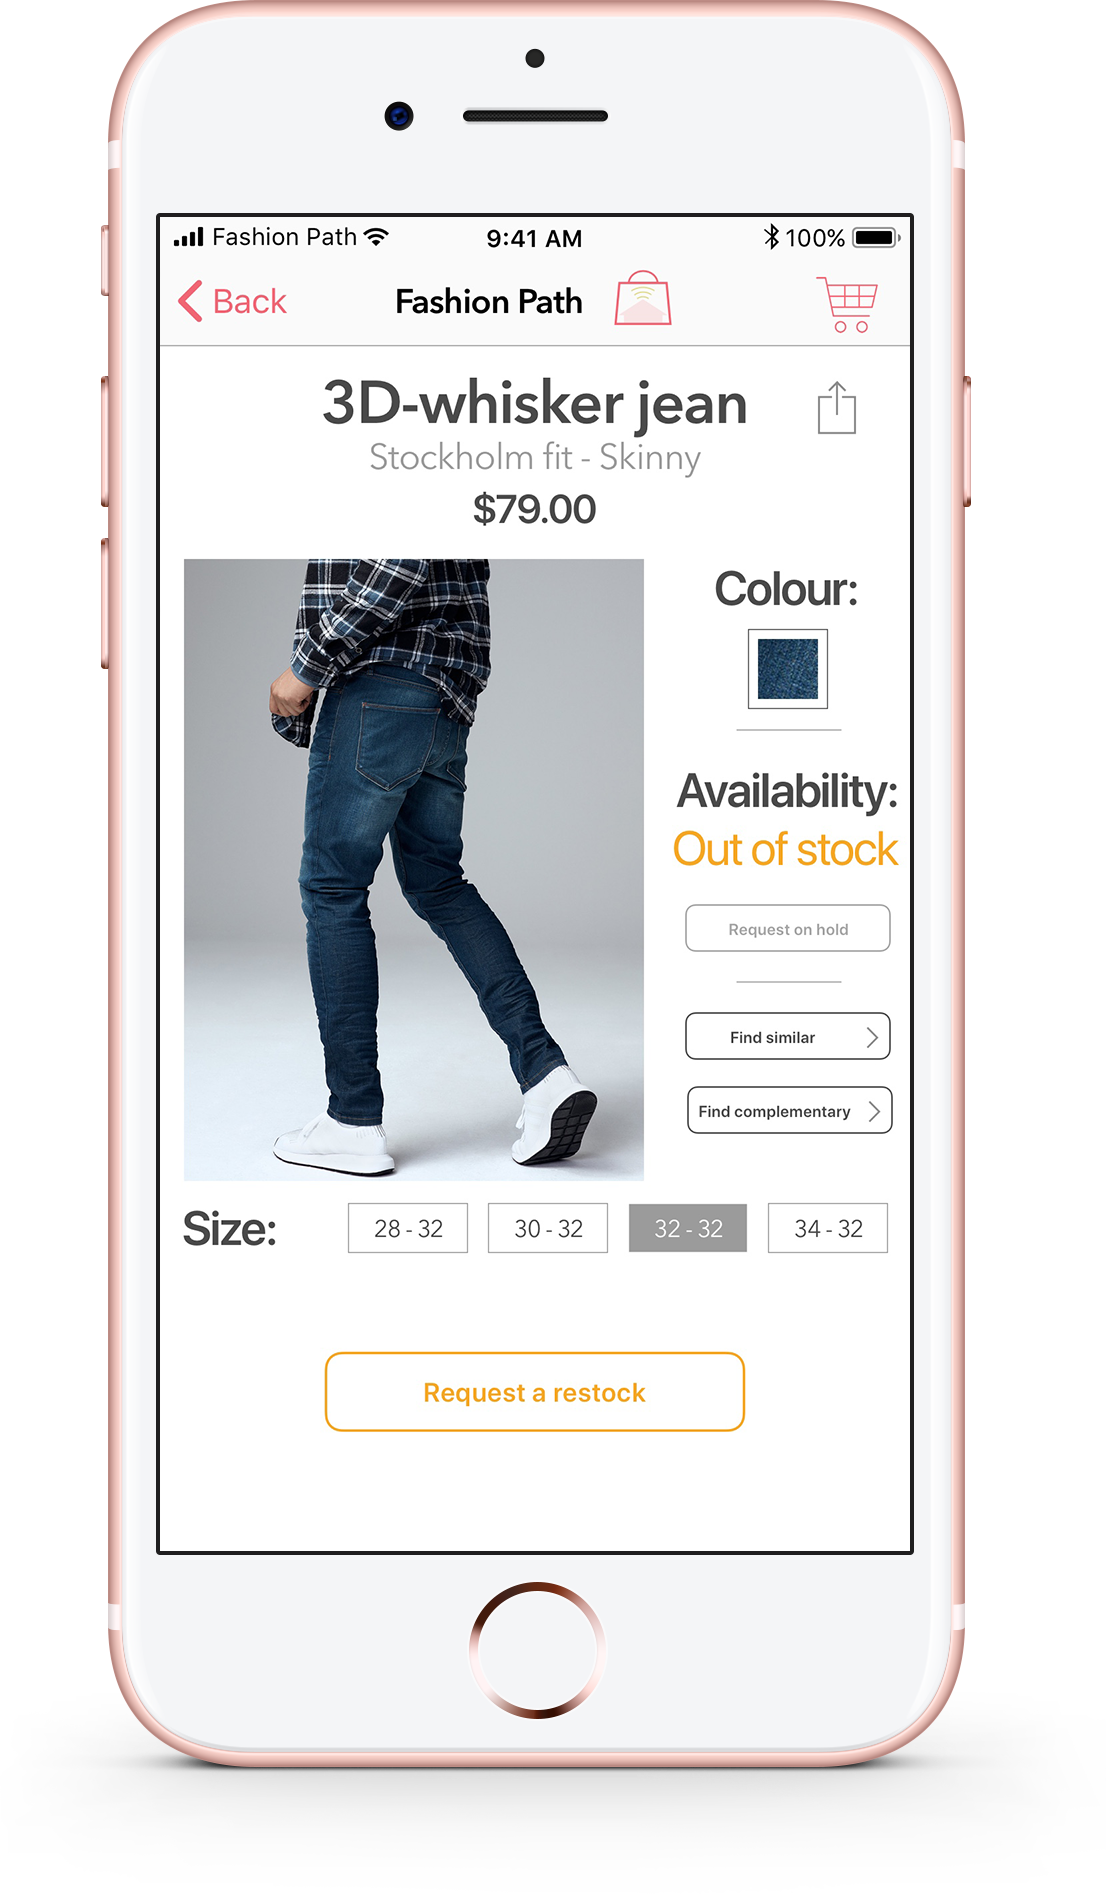 Fashion Path
9:41 AM
100%
Back
Fashion Path
3D-whisker jean
Stockholm fit - Skinny
$79.00
Colour:
Availability:
Out of stock
Request on hold
Find similar
Find complementary
Size:
28 - 32
30 - 32
32 - 32
34 - 32
Request a restock